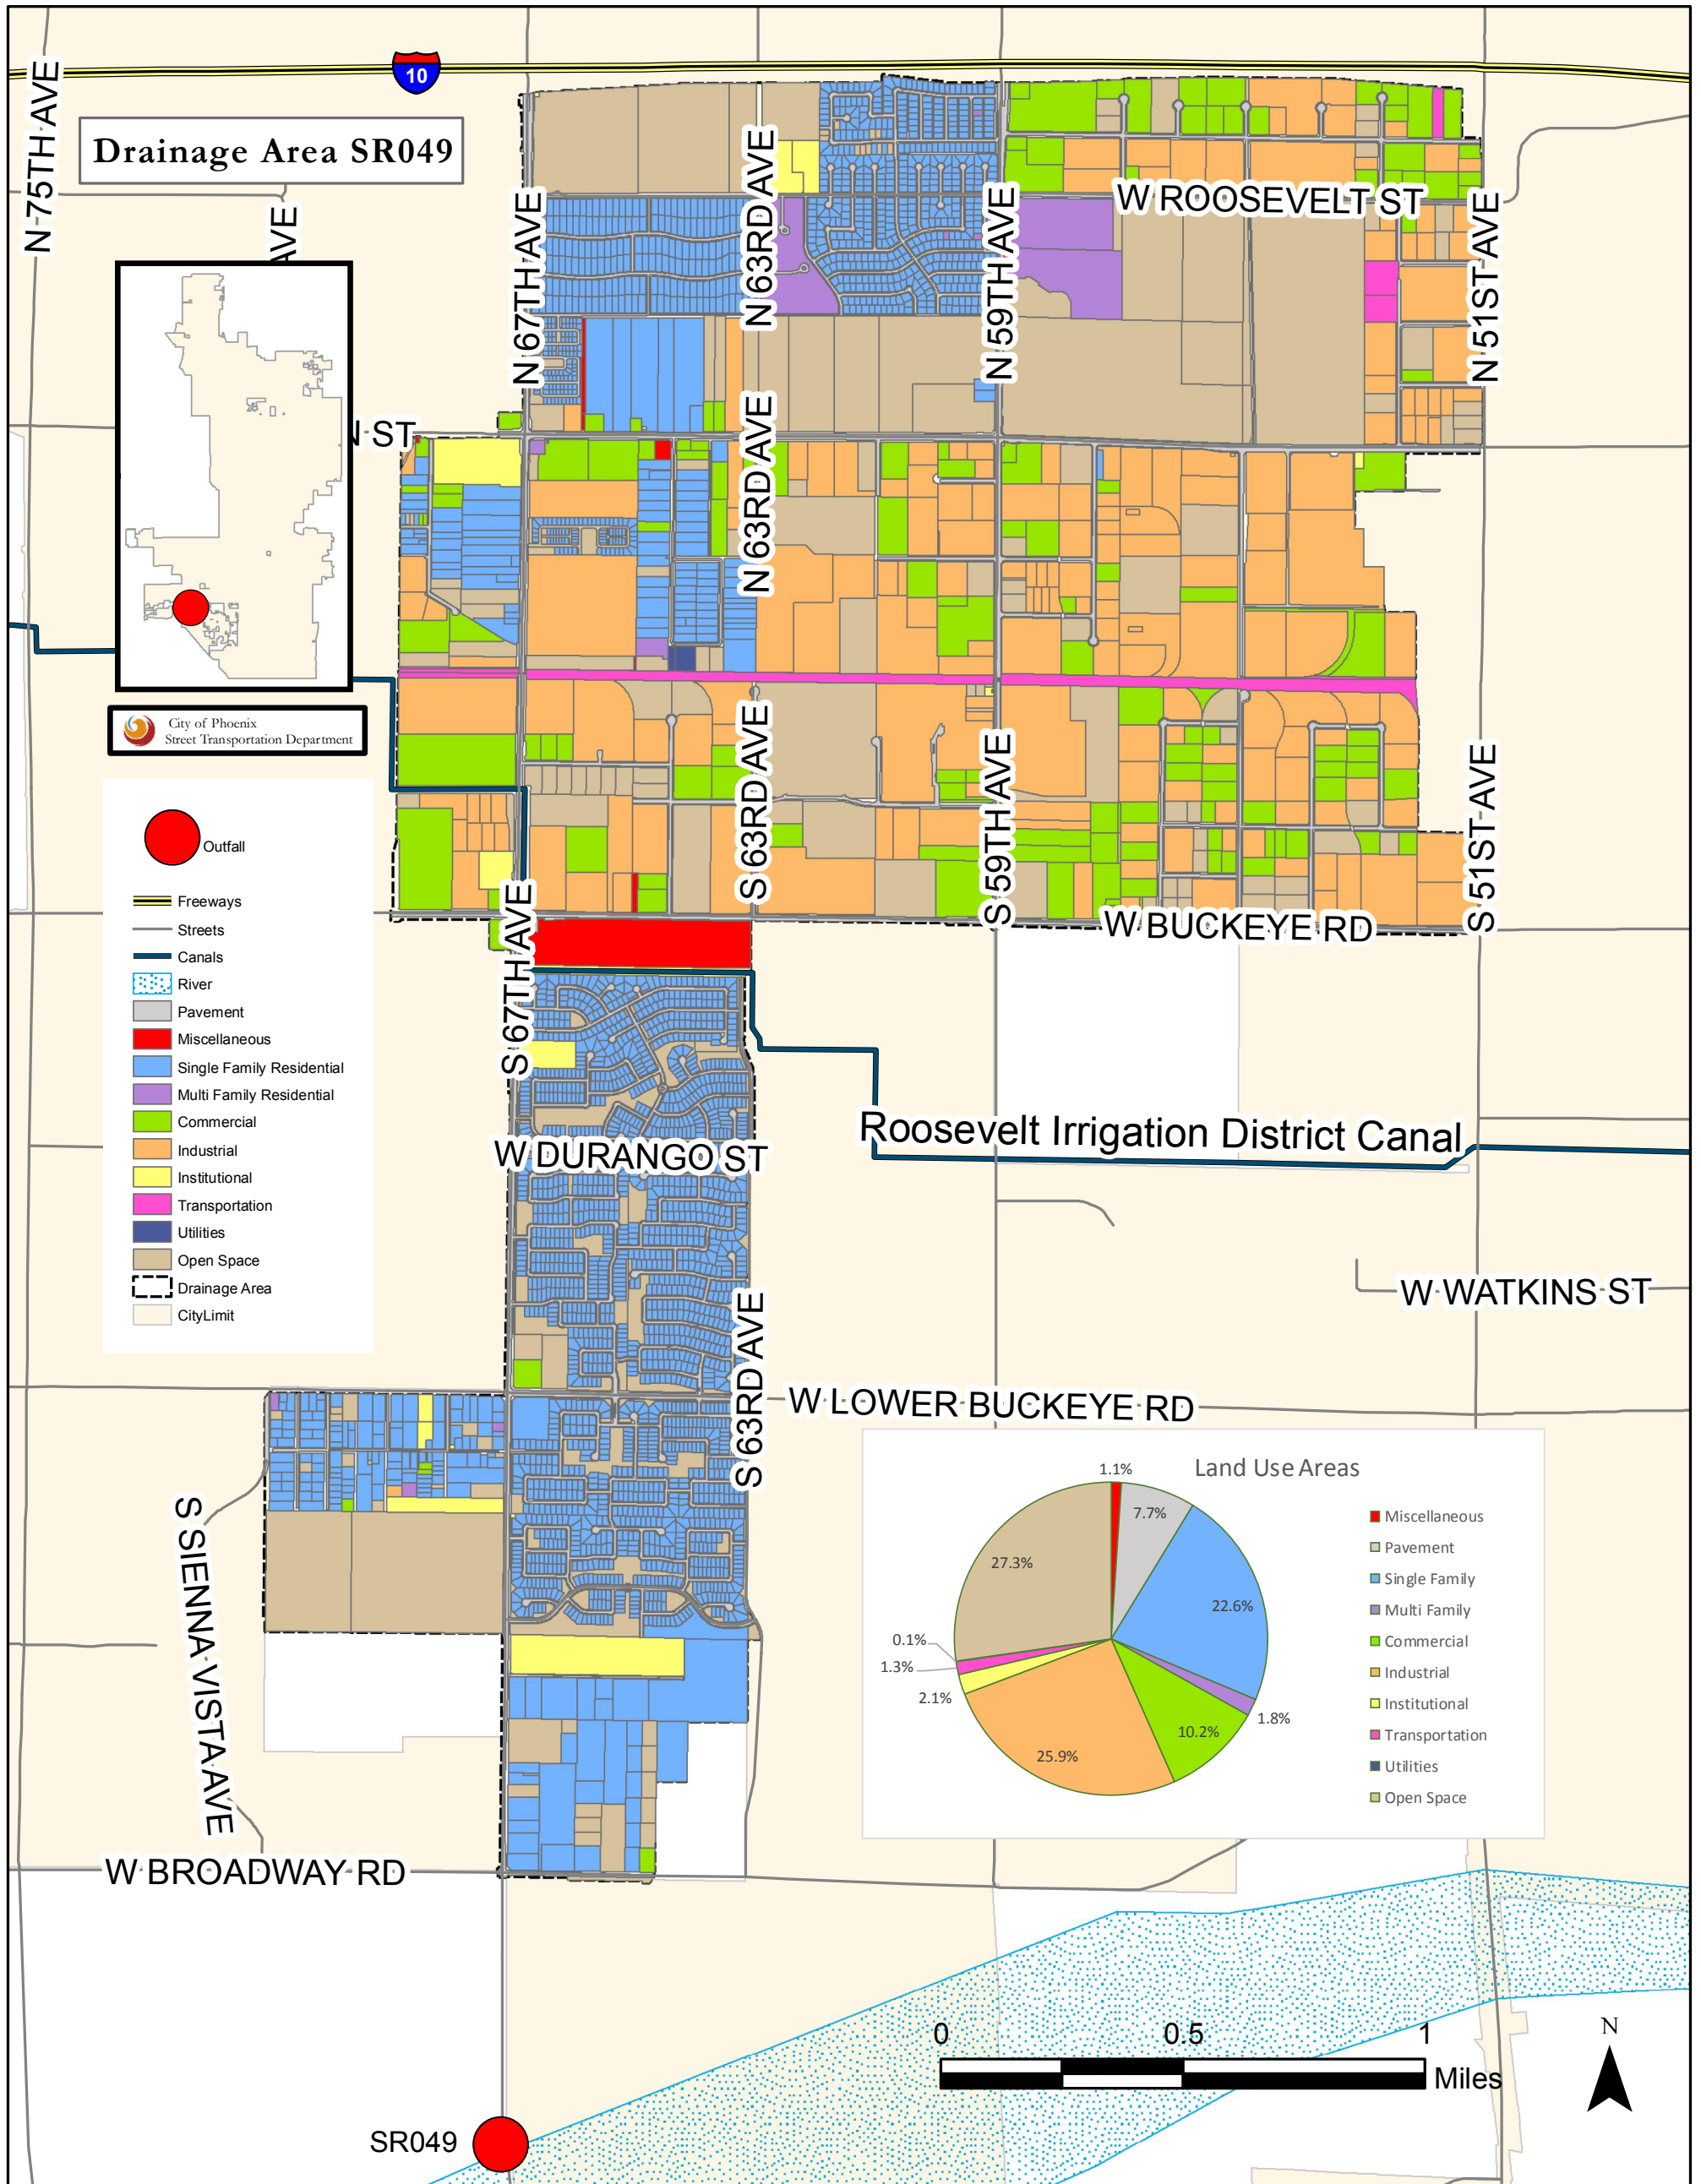 10
Drainage Area SR049
N 75TH AVE
AVE
N 67TH AVE
N 63RD AVE
N 59TH AVE
W ROOSEVELT ST
N 51ST AVE
N ST
N 63RD AVE
City of Phoenix
Street Transportation Department
S 63RD AVE
S 59TH AVE
S 51ST AVE
S 67TH AVE
W BUCKEYE RD
Outfall
Freeways
Streets
Canals
River
Pavement
Miscellaneous
Single Family Residential
Multi Family Residential
Commercial
Industrial
Institutional
Transportation
Utilities
Open Space
Drainage Area
CityLimit
Roosevelt Irrigation District Canal
W DURANGO ST
W WATKINS ST
S 63RD AVE
W LOWER BUCKEYE RD
S SIENNA VISTA AVE
Land Use Areas
1.1%
7.7%
22.6%
1.8%
10.2%
25.9%
2.1%
1.3%
0.1%
27.3%
Miscellaneous
Pavement
Single Family
Multi Family
Commercial
Industrial
Institutional
Transportation
Utilities
Open Space
W BROADWAY RD
0 0.5 1
Miles
N
SR049